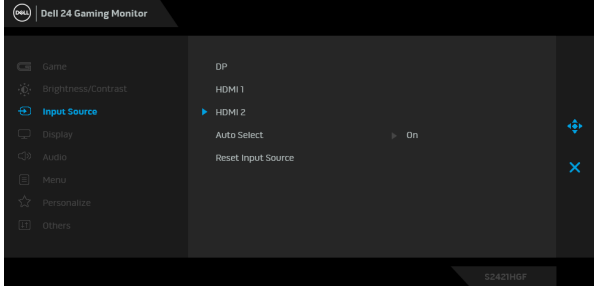 DELL Dell 24 Gaming Monitor
Game
Brightness/Contrast
Input Source
Display
Audio
Menu
Personalize
Others
DP
HDMI 1
HDMI 2
Auto Select On
Reset Input Source
S2421HGF